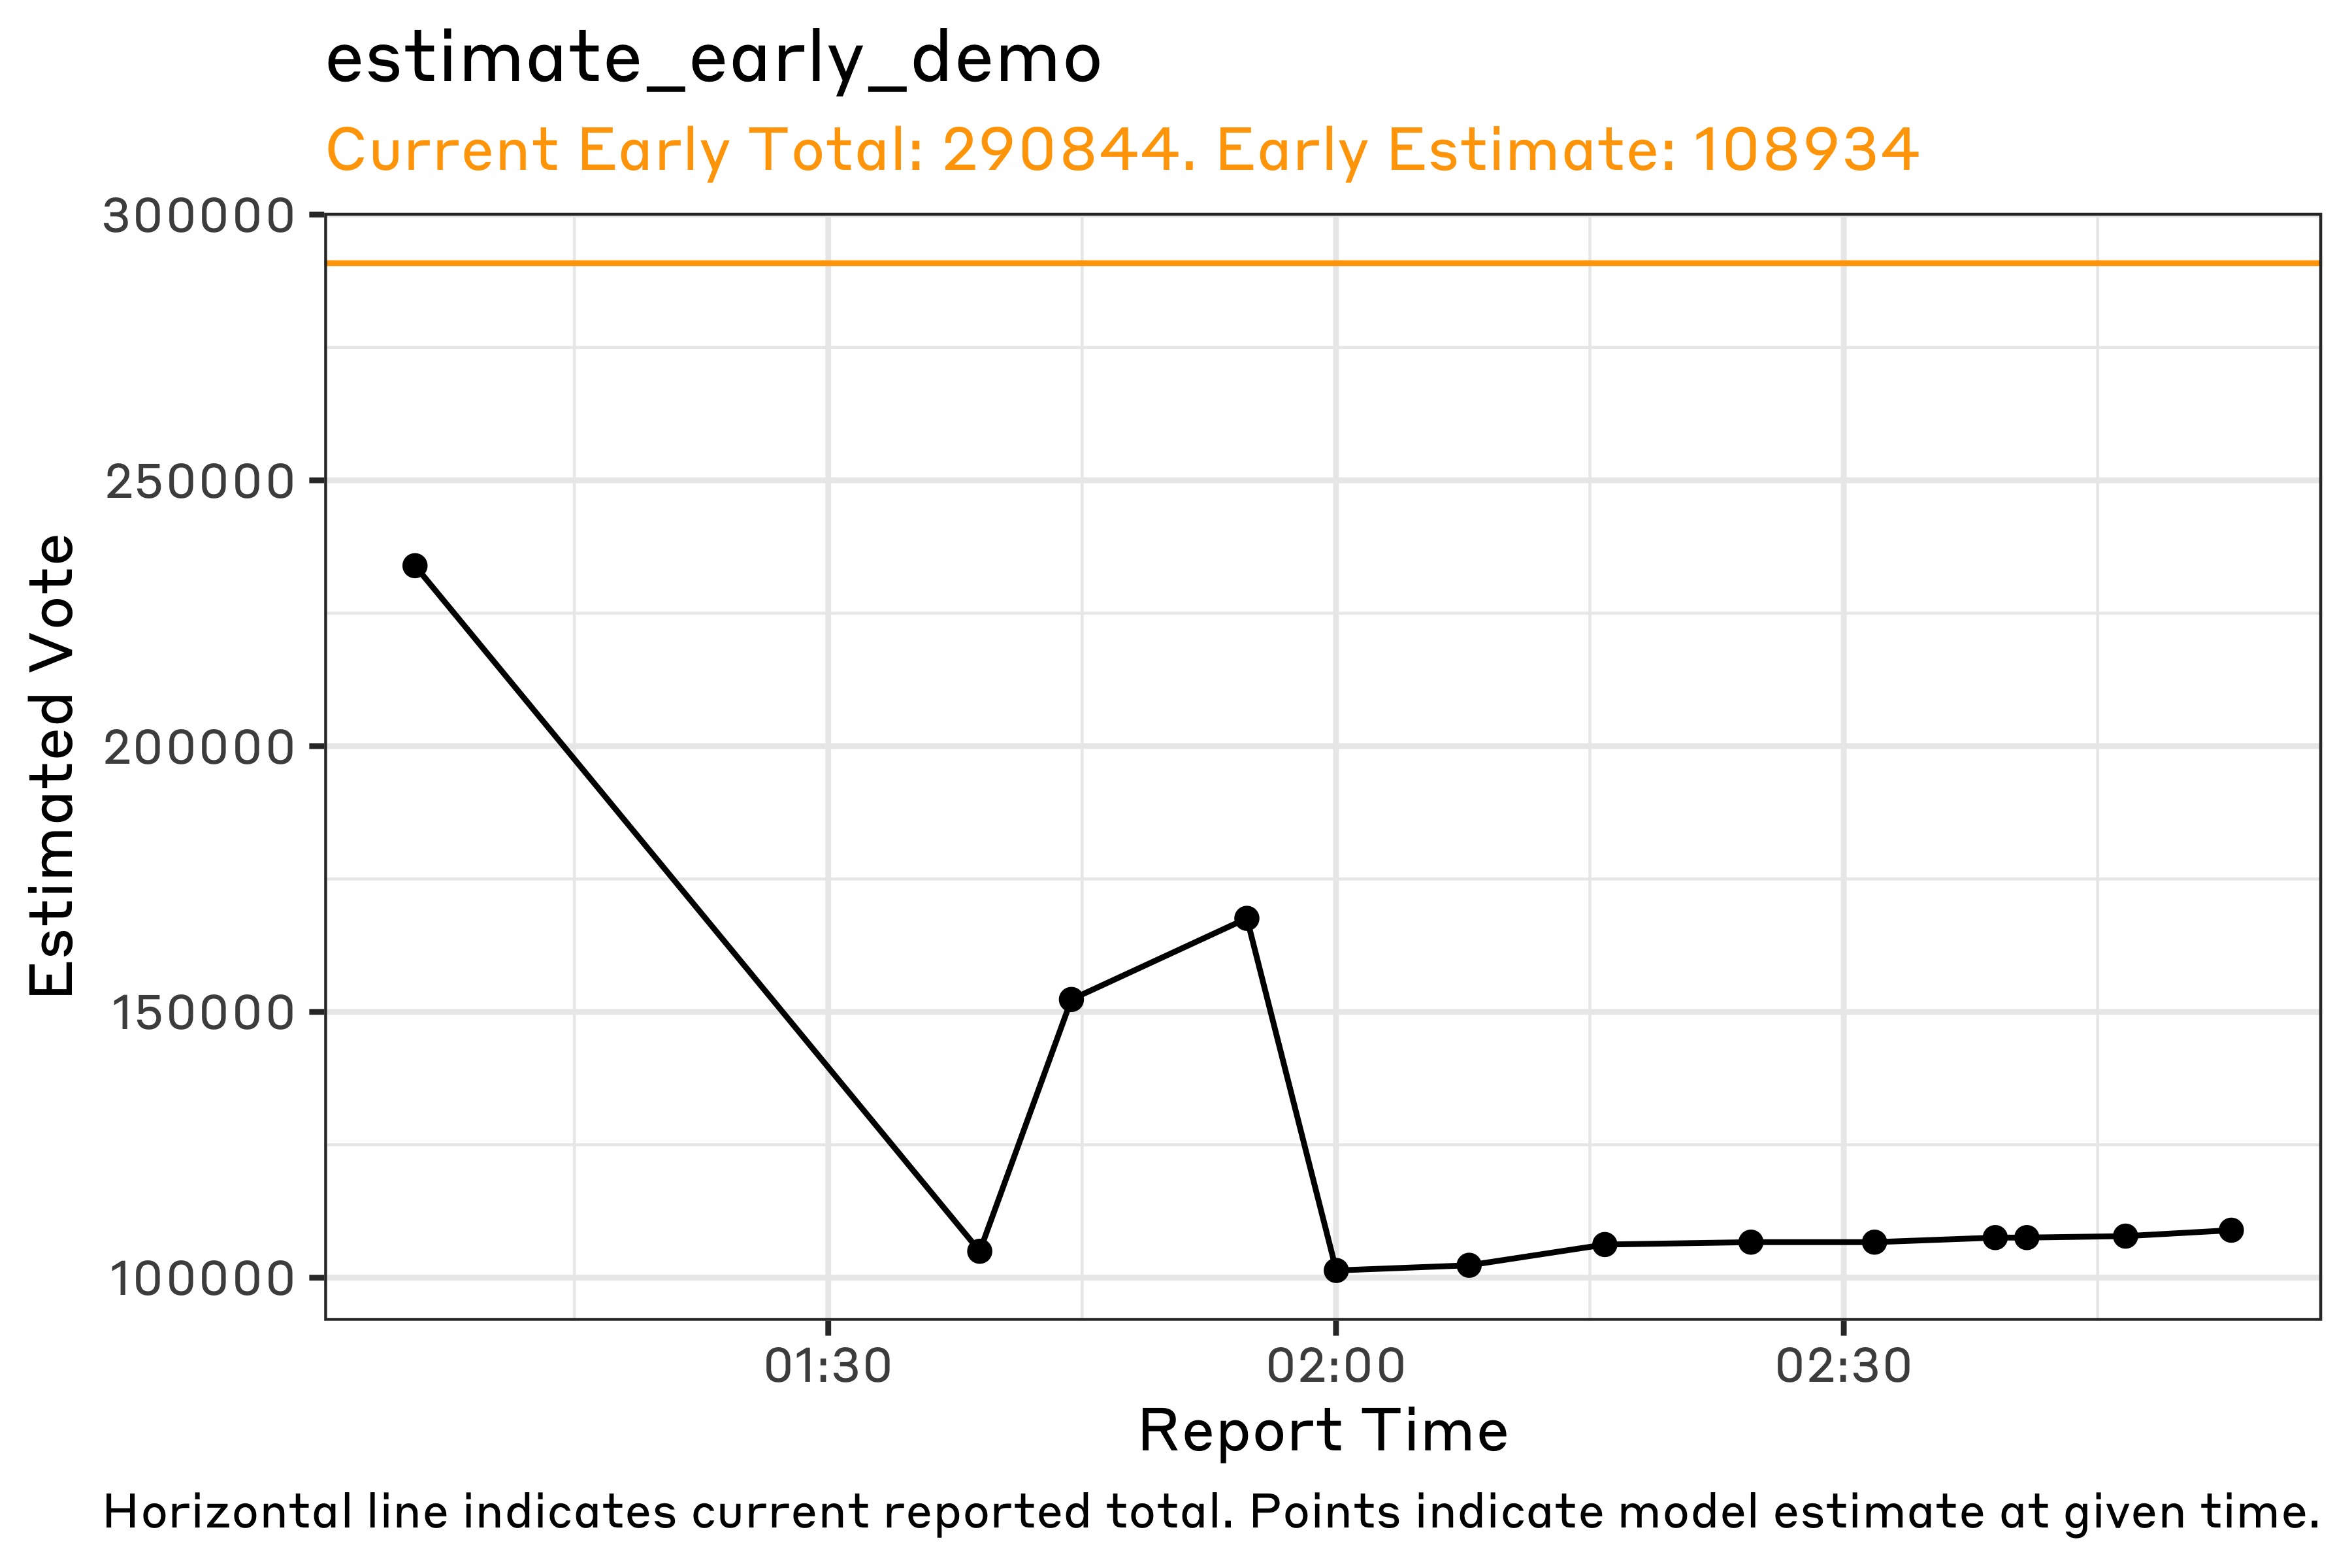 estimate_early_demo
Current Early Total: 290844. Early Estimate: 108934
300000
250000
200000
150000
100000
Estimated Vote
01:30 02:00 02:30
Report Time
Horizontal line indicates current reported total. Points indicate model estimate at given time.